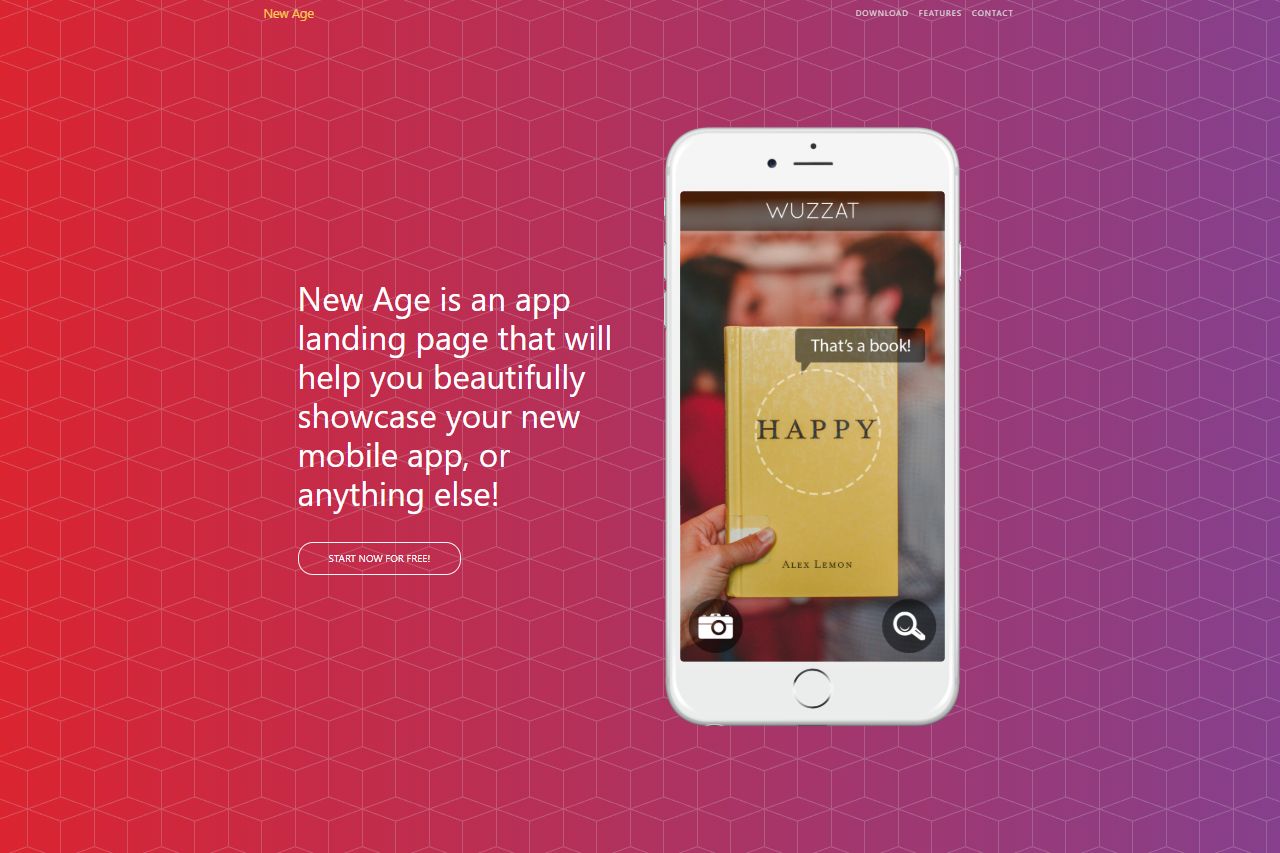 New Age
DOWNLOAD FEATURES CONTACT
WUZZAT
New Age is an app
landing page that will
help you beautifully
showcase your new
mobile app, or
anything else!
That's a book!
HAPPY
ALEX LEMON
START NOW FOR FREE!